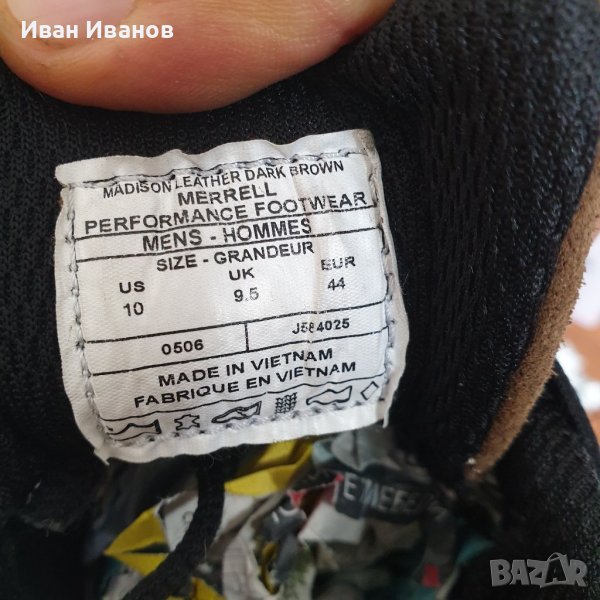 Иван Иванов
MADISON LEATHER DARK BROWN
MERRELL
PERFORMANCE FOOTWEAR
MENS - HOMMES
SIZE - GRANDEUR
US UK EUR
10 9.5 44
0506 J584025
MADE IN VIETNAM
FABRIQUE EN VIETNAM
BAZAR